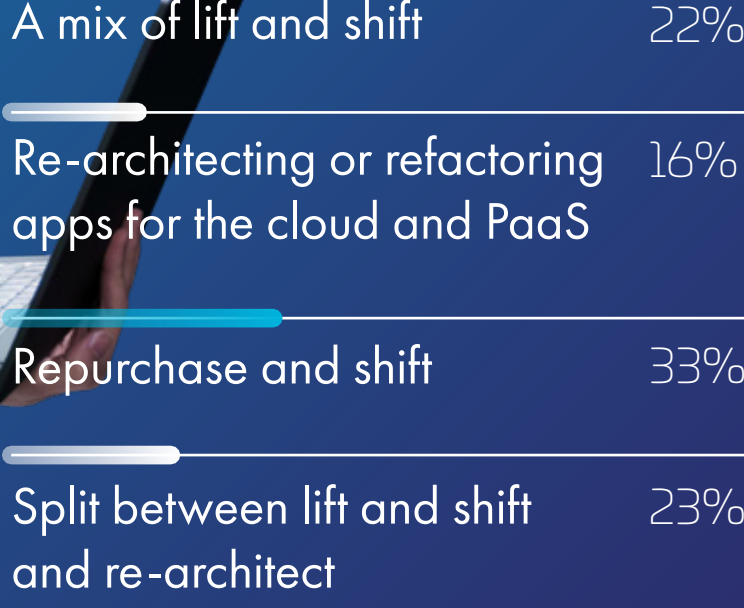 A mix of lift and shift 22%
Re-architecting or refactoring 16%
apps for the cloud and PaaS
Repurchase and shift 33%
Split between lift and shift 23%
and re-architect